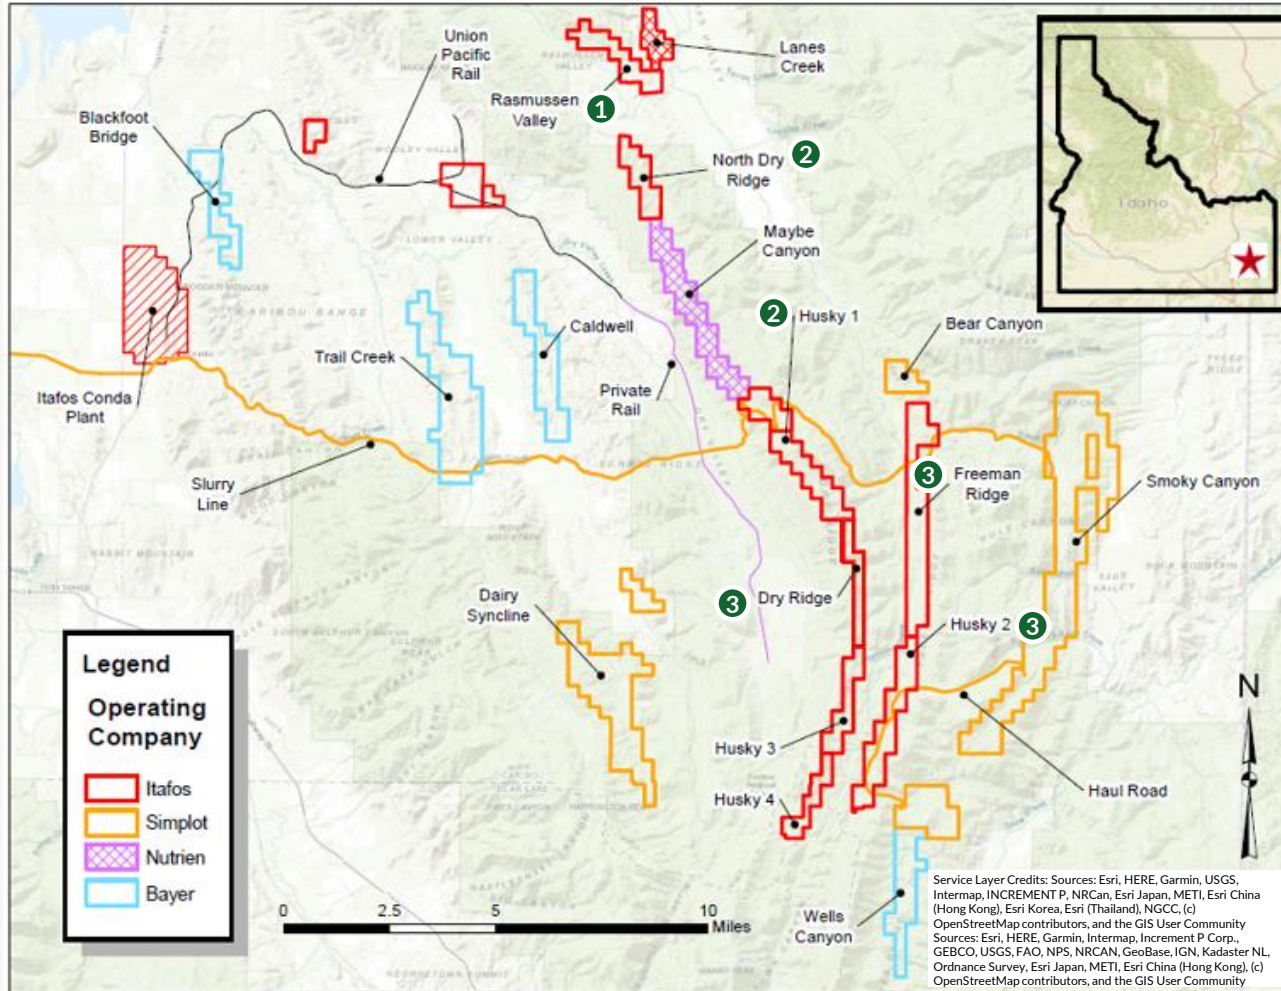 Union
Pacific
Rail
Lanes
Creek
Blackfoot
Bridge
Rasmussen
Valley
1
North Dry
Ridge
2
Idaho
Maybe
Canyon
2
Husky 1
Bear Canyon
Caldwell
Trail Creek
Private
Rail
Itafos Conda
Plant
Slurry
Line
3
Freeman
Ridge
Smoky Canyon
Dairy
Syncline
3
Dry Ridge
Husky 2
3
N
Husky 3
Husky 4
Haul Road
Wells
Canyon
Legend
Operating
Company
Itafos
Simplot
Nutrien
Bayer
0
2.5
5
10
Miles
Service Layer Credits: Sources: Esri, HERE, Garmin, USGS,
Intermap, INCREMENT P, NRCan, Esri Japan, METI, Esri China
(Hong Kong), Esri Korea, Esri (Thailand), NGCC, (c)
OpenStreetMap contributors, and the GIS User Community
Sources: Esri, HERE, Garmin, Intermap, Increment P Corp.,
GEBCO, USGS, FAO, NPS, NRCAN, GeoBase, IGN, Kadaster NL,
Ordnance Survey, Esri Japan, METI, Esri China (Hong Kong), (c)
OpenStreetMap contributors, and the GIS User Community